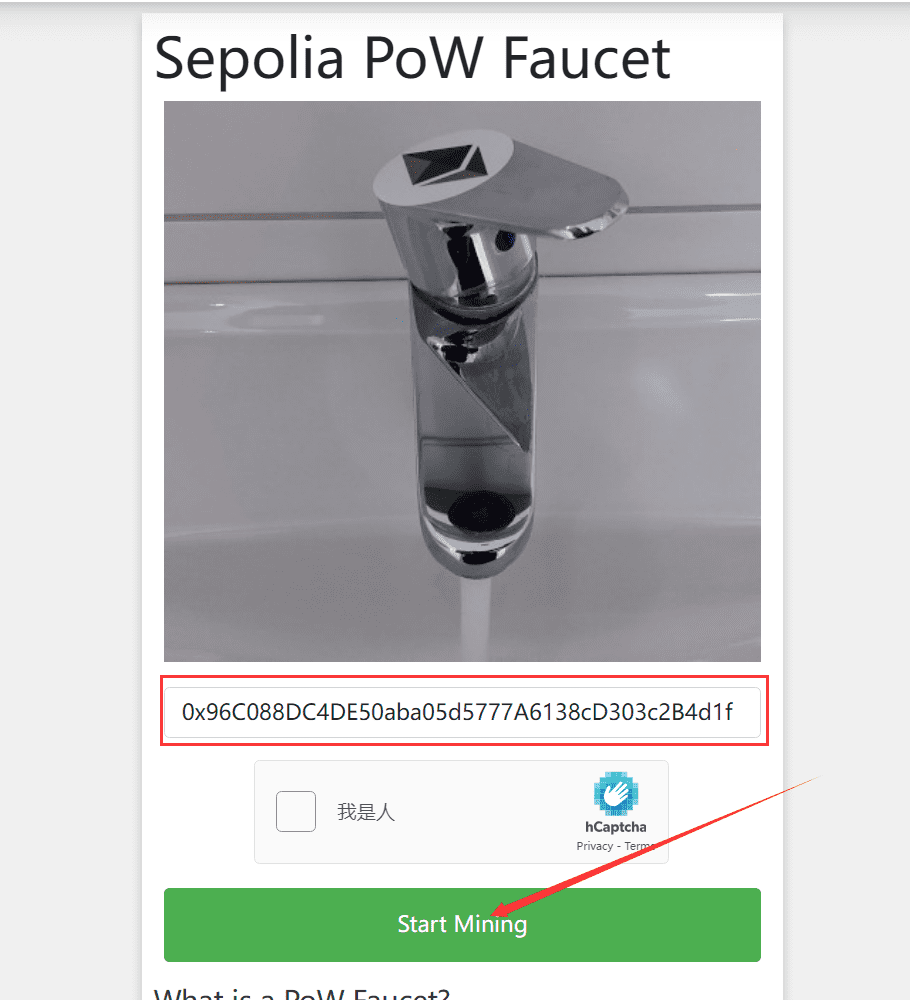 Sepolia PoW Faucet
0x96C088DC4DE50aba05d5777A6138cD303c2B4d1f
我是人
hCaptcha
Privacy - Terms
Start Mining
What is a PoW Faucet?